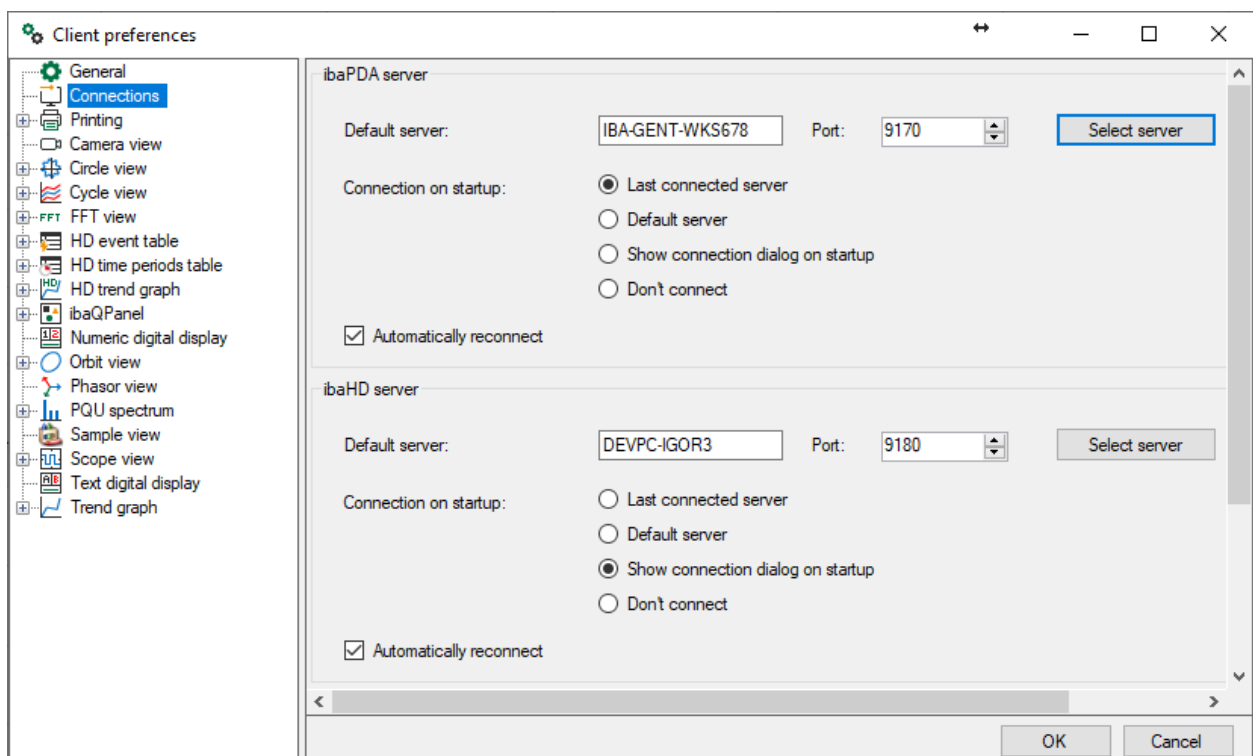 Client preferences
General
Connections
Printing
Camera view
Circle view
Cycle view
FFT FFT view
HD event table
HD time periods table
HD HD trend graph
ibaQPanel
12 Numeric digital display
Orbit view
Phasor view
PQU spectrum
Sample view
Scope view
AB Text digital display
Trend graph
ibaPDA server
Default server: IBA-GENT-WKS678 Port: 9170 Select server
Connection on startup: Last connected server
Default server
Show connection dialog on startup
Don't connect
Automatically reconnect
ibaHD server
Default server: DEVPC-IGOR3 Port: 9180 Select server
Connection on startup: Last connected server
Default server
Show connection dialog on startup
Don't connect
Automatically reconnect
OK Cancel